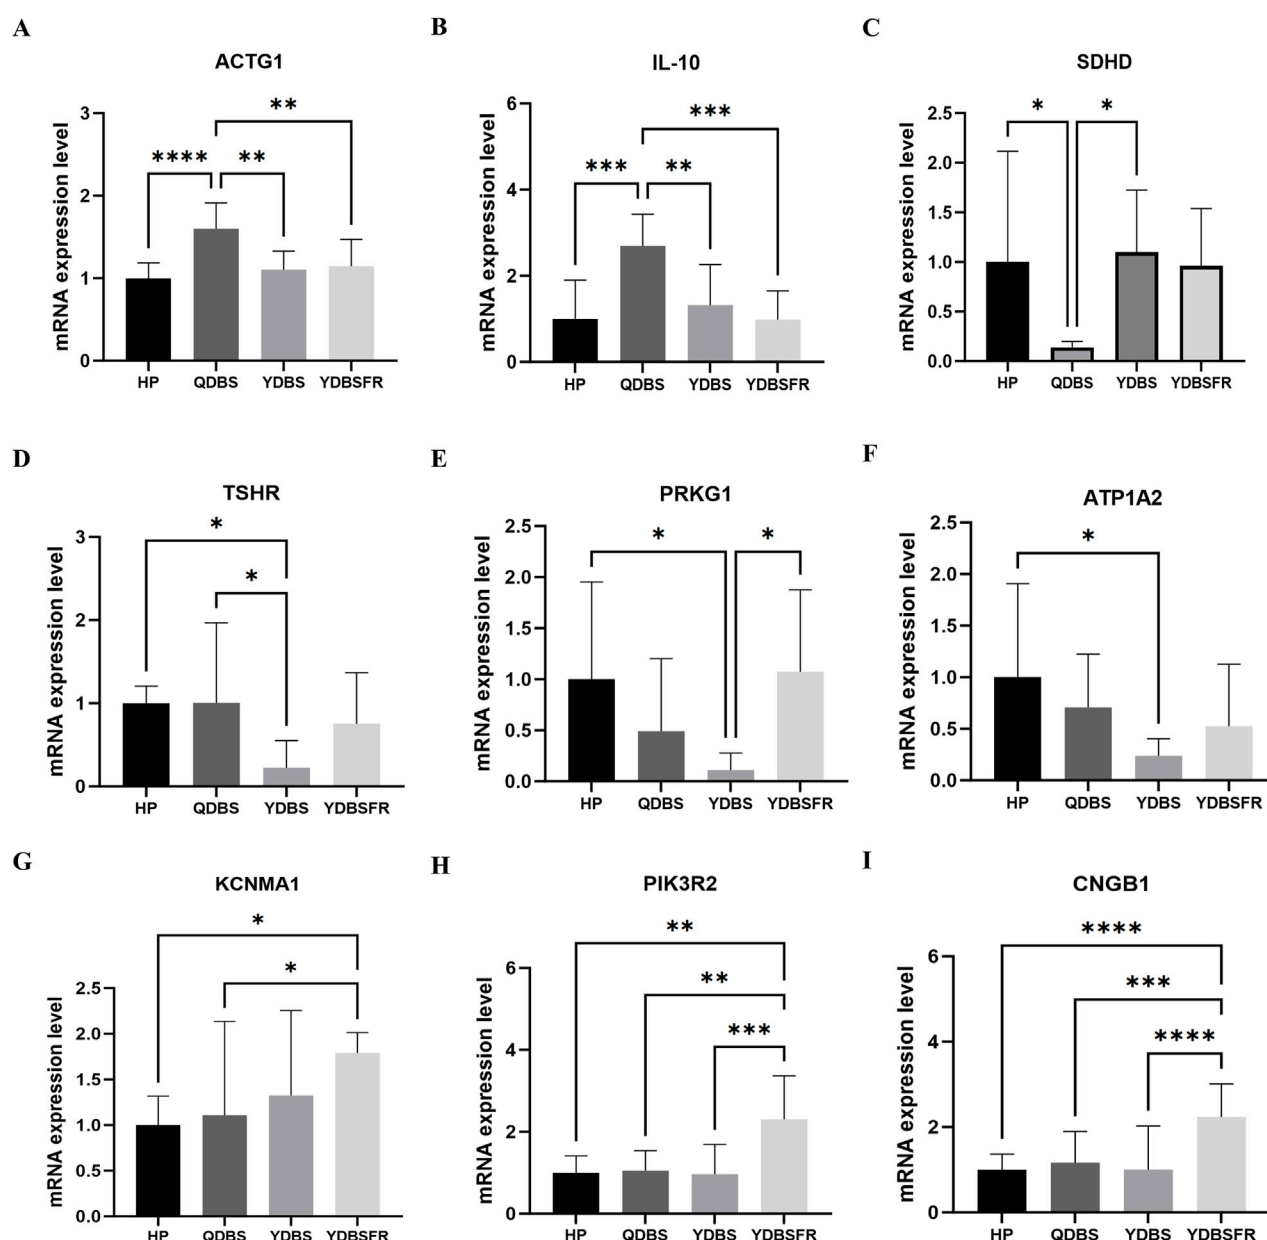 A
ACTG1
mRNA expression level
3
2
1
0
**
****
**
HP
QDBS
YDBS
YDBSFR
B
IL-10
mRNA expression level
6
4
2
0
***
***
**
HP
QDBS
YDBS
YDBSFR
C
SDHD
mRNA expression level
2.5
2.0
1.5
1.0
0.5
0.0
*
*
HP
QDBS
YDBS
YDBSFR
D
TSHR
mRNA expression level
3
2
1
0
*
*
HP
QDBS
YDBS
YDBSFR
E
PRKG1
mRNA expression level
2.5
2.0
1.5
1.0
0.5
0.0
*
*
HP
QDBS
YDBS
YDBSFR
F
ATP1A2
mRNA expression level
2.5
2.0
1.5
1.0
0.5
0.0
*
HP
QDBS
YDBS
YDBSFR
G
KCNMA1
mRNA expression level
2.5
2.0
1.5
1.0
0.5
0.0
*
*
HP
QDBS
YDBS
YDBSFR
H
PIK3R2
mRNA expression level
6
4
2
0
**
**
***
HP
QDBS
YDBS
YDBSFR
I
CNGB1
mRNA expression level
6
4
2
0
****
***
****
HP
QDBS
YDBS
YDBSFR